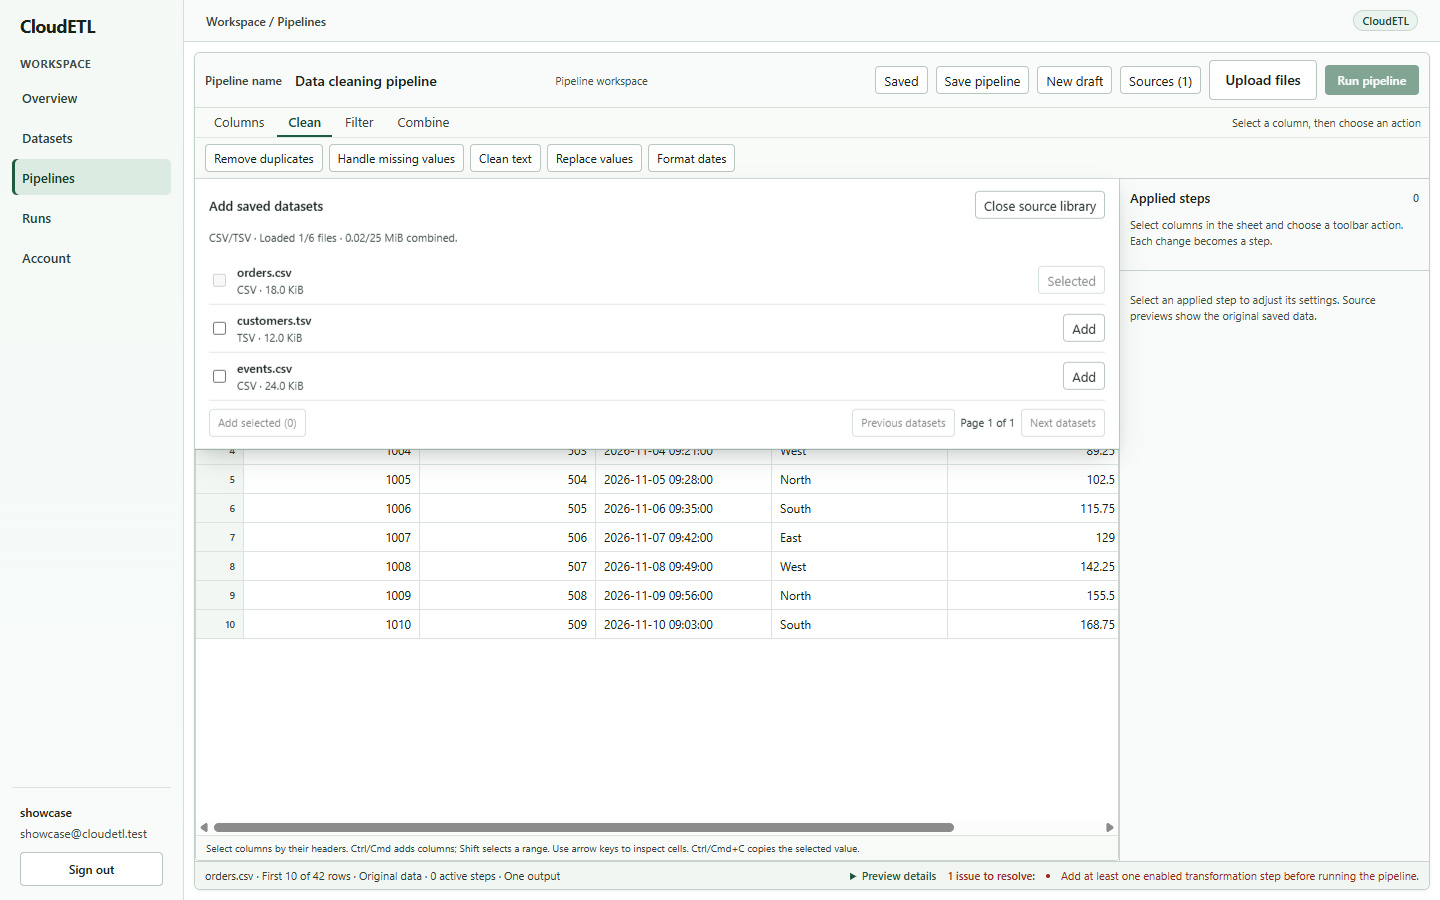 CloudETL
WORKSPACE
Overview
Datasets
Pipelines
Runs
Account
showcase
showcase@cloudetl.test
Sign out
Workspace / Pipelines
CloudETL
Pipeline name Data cleaning pipeline Pipeline workspace Saved Save pipeline New draft Sources (1) Upload files Run pipeline
Columns Clean Filter Combine Select a column, then choose an action
Remove duplicates Handle missing values Clean text Replace values Format dates
Add saved datasets Close source library
CSV/TSV · Loaded 1/6 files · 0.02/25 MiB combined.
orders.csv
CSV · 18.0 KiB
Selected
customers.tsv
TSV · 12.0 KiB
Add
events.csv
CSV · 24.0 KiB
Add
Add selected (0) Previous datasets Page 1 of 1 Next datasets
4 1004 503 2026-11-04 09:21:00 West 89.25
5 1005 504 2026-11-05 09:28:00 North 102.5
6 1006 505 2026-11-06 09:35:00 South 115.75
7 1007 506 2026-11-07 09:42:00 East 129
8 1008 507 2026-11-08 09:49:00 West 142.25
9 1009 508 2026-11-09 09:56:00 North 155.5
10 1010 509 2026-11-10 09:03:00 South 168.75
Select columns by their headers. Ctrl/Cmd adds columns; Shift selects a range. Use arrow keys to inspect cells. Ctrl/Cmd+C copies the selected value.
Applied steps 0
Select columns in the sheet and choose a toolbar action.
Each change becomes a step.
Select an applied step to adjust its settings. Source
previews show the original saved data.
orders.csv · First 10 of 42 rows · Original data · 0 active steps · One output
▶ Preview details 1 issue to resolve: • Add at least one enabled transformation step before running the pipeline.